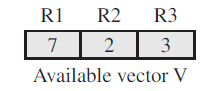 R1 R2 R3
7 2 3
Available vector V